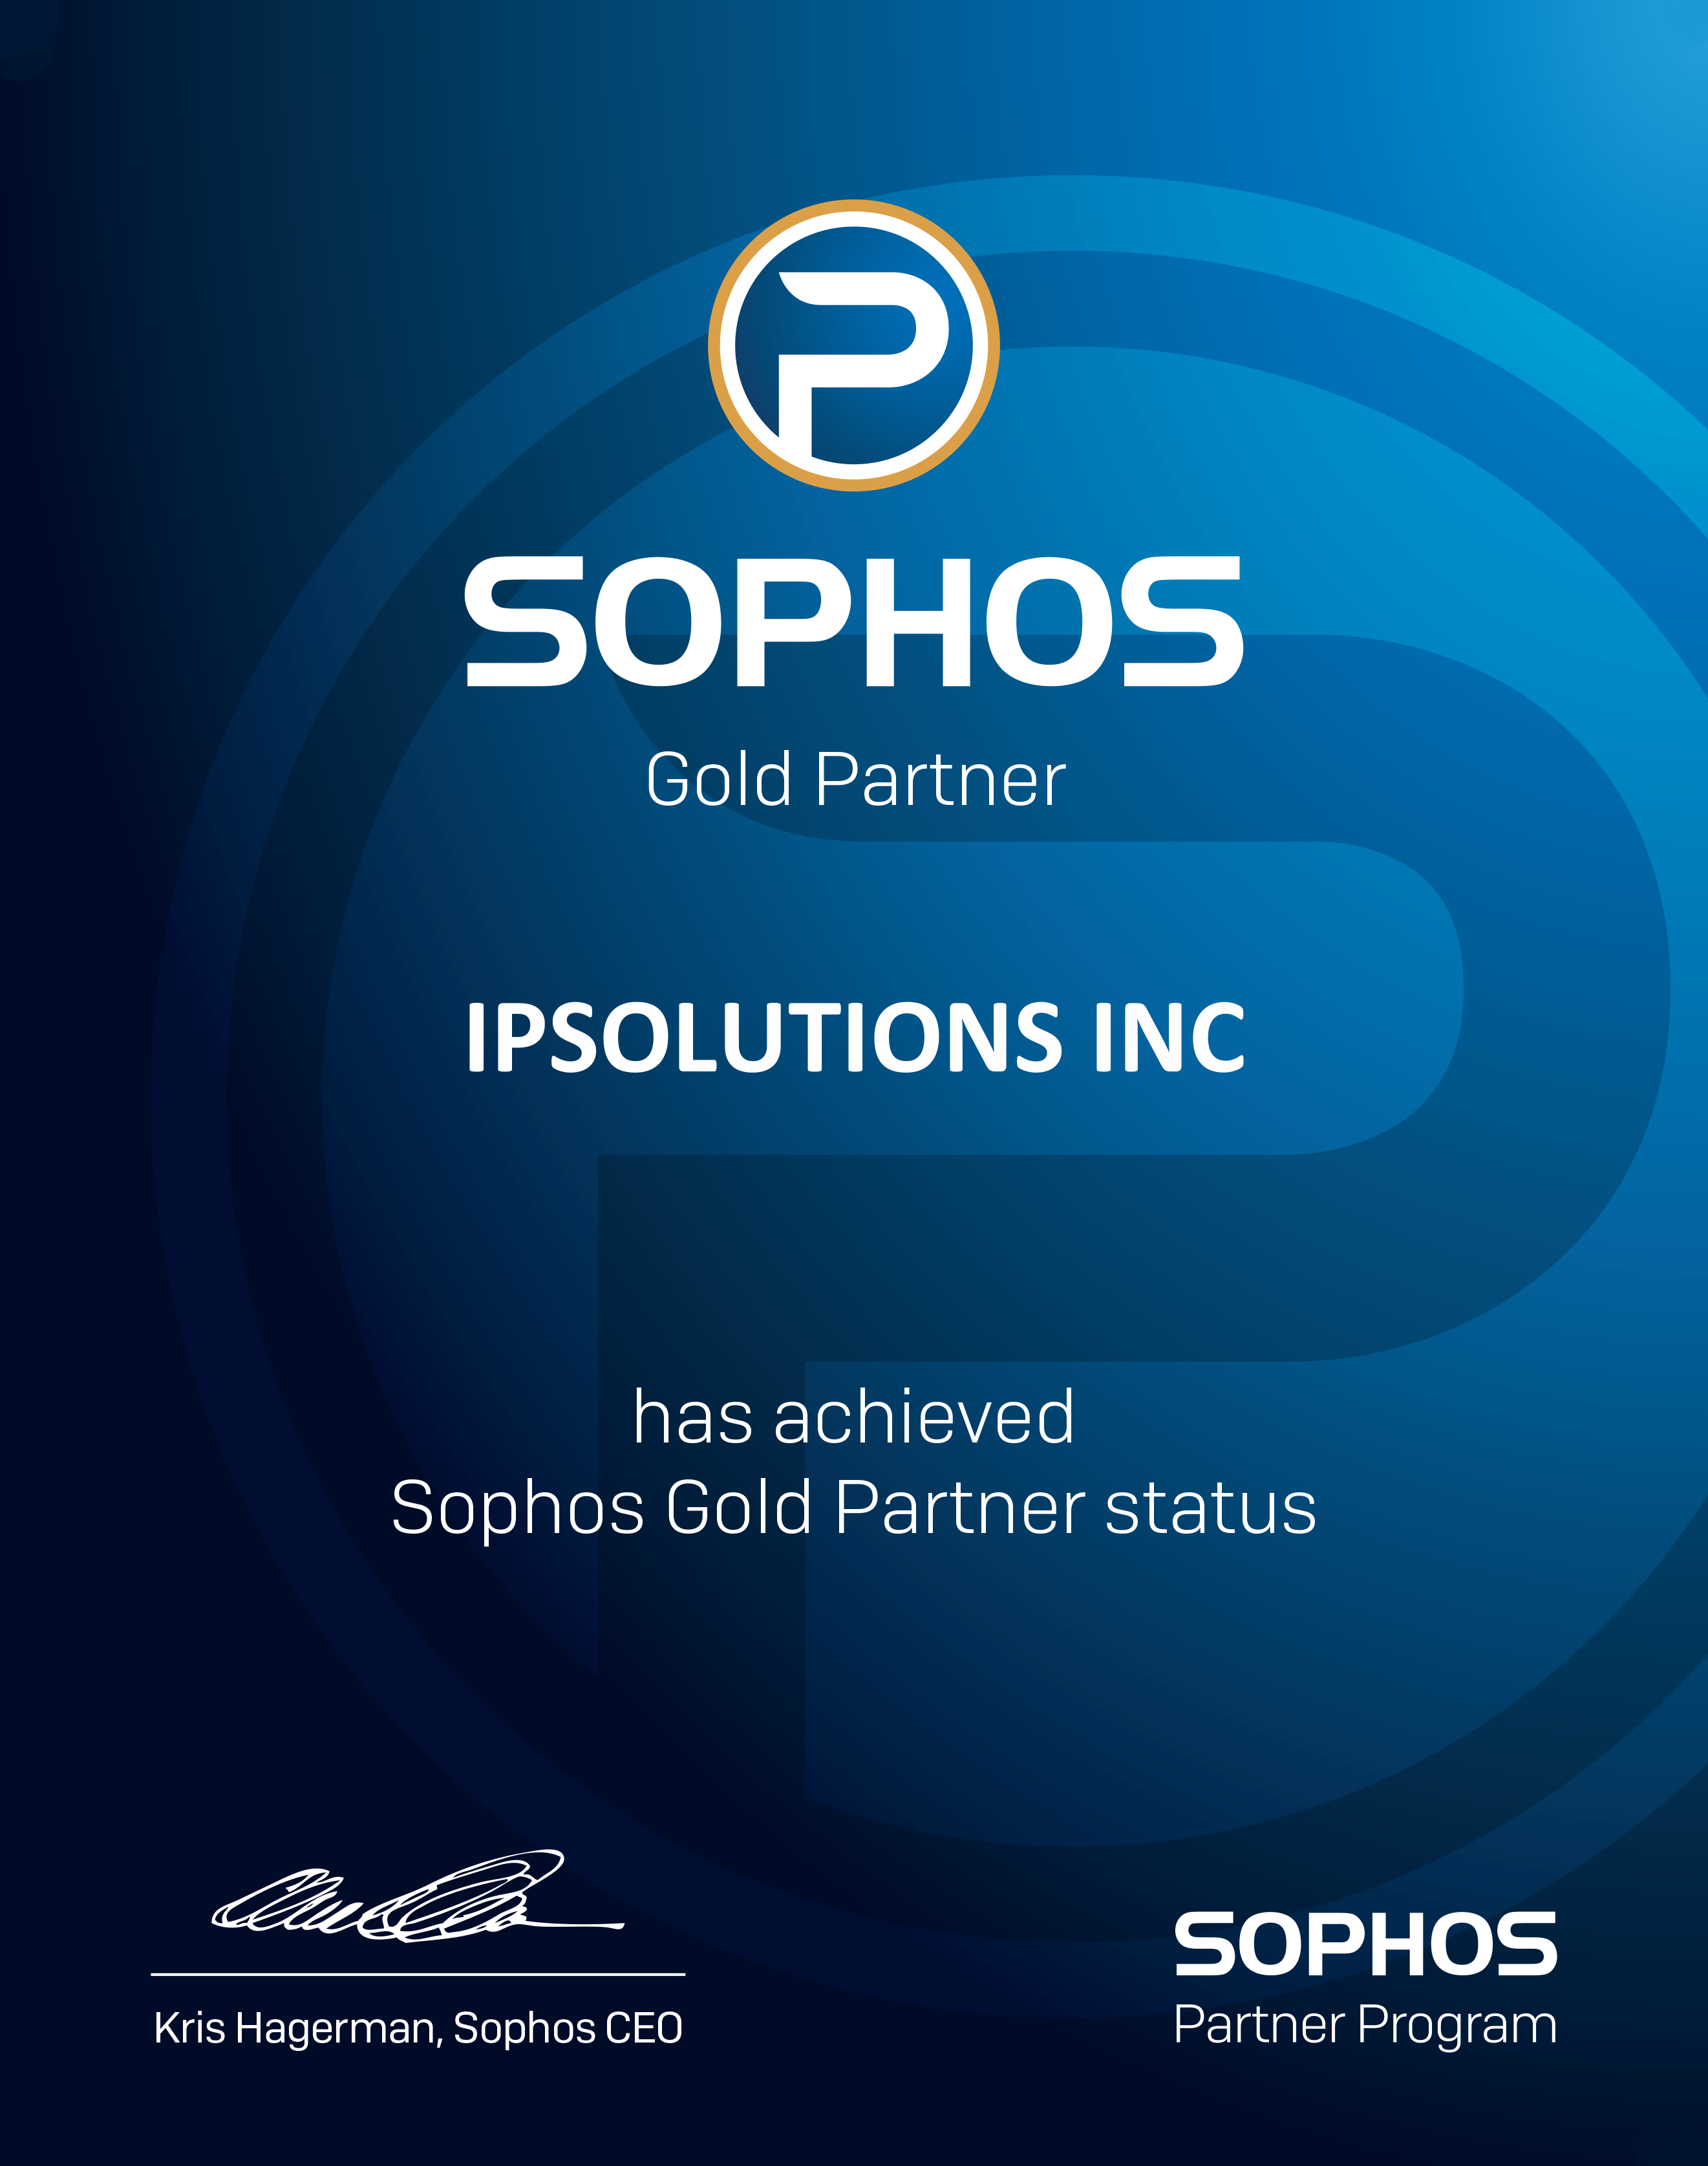 SOPHOS
Gold Partner
IPSOLUTIONS INC
has achieved
Sophos Gold Partner status
Kris Hagerman, Sophos CEO
SOPHOS
Partner Program